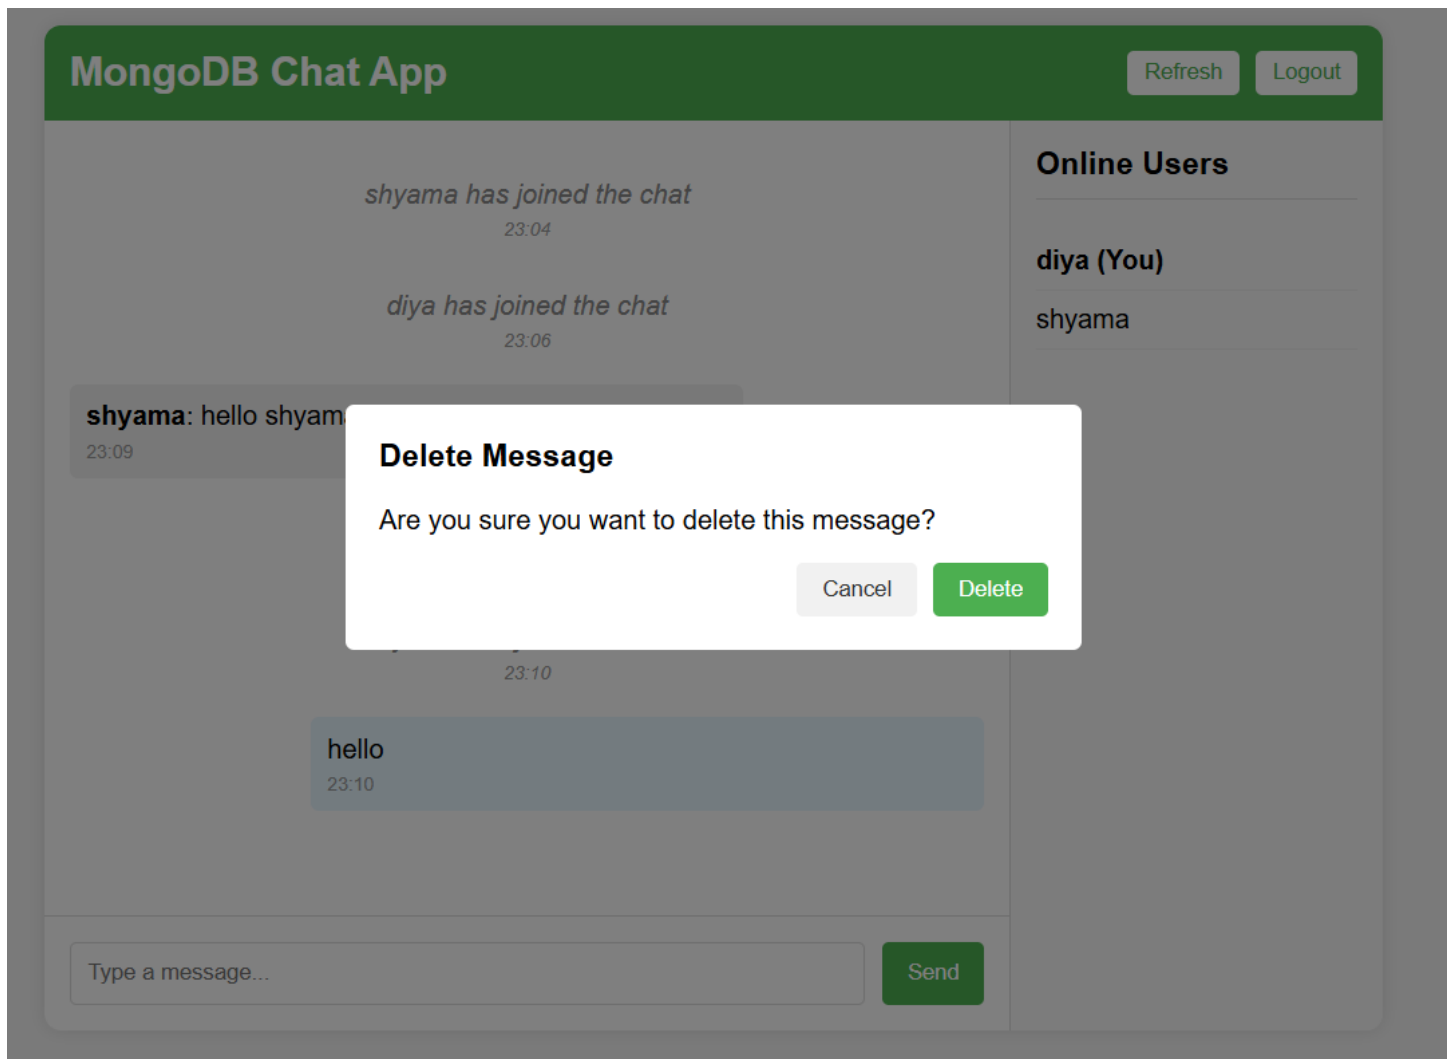 MongoDB Chat App
Refresh
Logout
shyama has joined the chat
23:04
diya has joined the chat
23:06
shyama: hello shyam
23:09
Delete Message
Are you sure you want to delete this message?
Cancel
Delete
23:10
hello
23:10
Type a message...
Send
Online Users
diya (You)
shyama